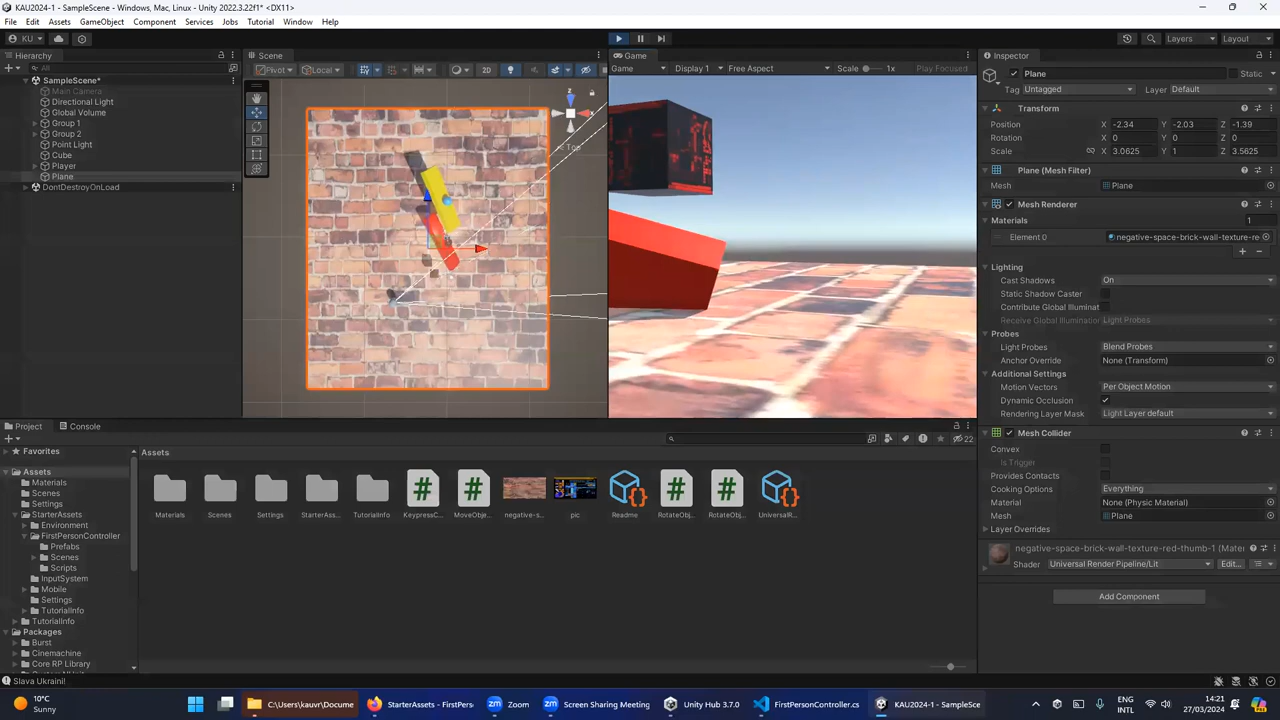 KAU2024-1 - SampleScene - Windows, Mac, Linux - Unity 2022.3.22f1* <DX11>
File Edit Assets GameObject Component Services Jobs Tutorial Window Help
KU Layers Layout
Hierarchy Scene Game Inspector
All Pivot Local 2D Game Display 1 Free Aspect Scale 1x Play Focused Plane Static
SampleScene* Tag Untagged Layer Default
Main Camera
Directional Light
Global Volume
Group 1
Group 2
Point Light
Cube
Player
Plane
DontDestroyOnLoad
z
x
Top
Transform
Position X -2.34 Y -2.03 Z -1.39
Rotation X 0 Y 0 Z 0
Scale X 3.0625 Y 1 Z 3.5625
Plane (Mesh Filter)
Mesh Plane
Mesh Renderer
Materials 1
Element 0 negative-space-brick-wall-texture-re
Lighting
Cast Shadows On
Static Shadow Caster
Contribute Global Illumination
Receive Global Illumination Light Probes
Probes
Light Probes Blend Probes
Anchor Override None (Transform)
Additional Settings
Motion Vectors Per Object Motion
Dynamic Occlusion
Rendering Layer Mask Light Layer default
Mesh Collider
Convex
Is Trigger
Provides Contacts
Cooking Options Everything
Material None (Physic Material)
Mesh Plane
Layer Overrides
negative-space-brick-wall-texture-red-thumb-1 (Mater
Shader Universal Render Pipeline/Lit Edit...
Add Component
Project Console
22
Favorites
Assets
Materials
Scenes
Settings
StarterAssets
Environment
FirstPersonController
Prefabs
Scenes
Scripts
InputSystem
Mobile
Settings
TutorialInfo
TutorialInfo
Packages
Burst
Cinemachine
Core RP Library
Assets
Materials Scenes Settings StarterAss... TutorialInfo KeypressC... MoveObje... negative-s... pic Readme RotateObj... RotateObj... UniversalR...
Slava Ukraini!
10°C
Sunny
C:\Users\kauvr\Docume StarterAssets - FirstPers Zoom Screen Sharing Meeting Unity Hub 3.7.0 FirstPersonController.cs KAU2024-1 - SampleSce
ENG
INTL
14:21
27/03/2024